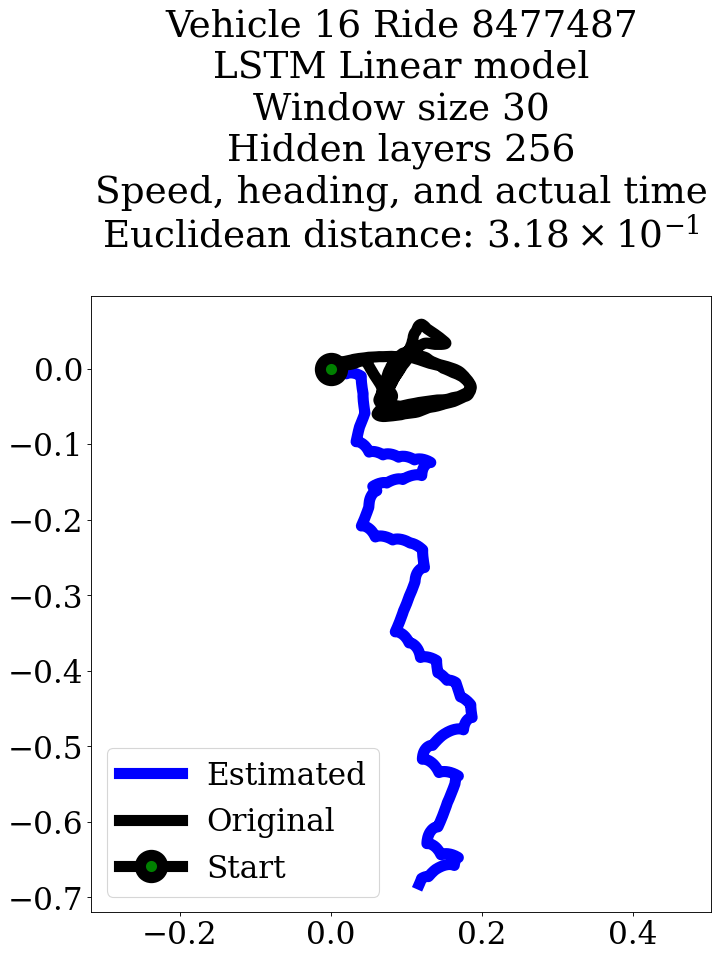 Vehicle 16 Ride 8477487
LSTM Linear model
Window size 30
Hidden layers 256
Speed, heading, and actual time
Euclidean distance: 3.18 × 10⁻¹
0.0
−0.1
−0.2
−0.3
−0.4
−0.5
−0.6
−0.7
Estimated
Original
Start
−0.2 0.0 0.2 0.4